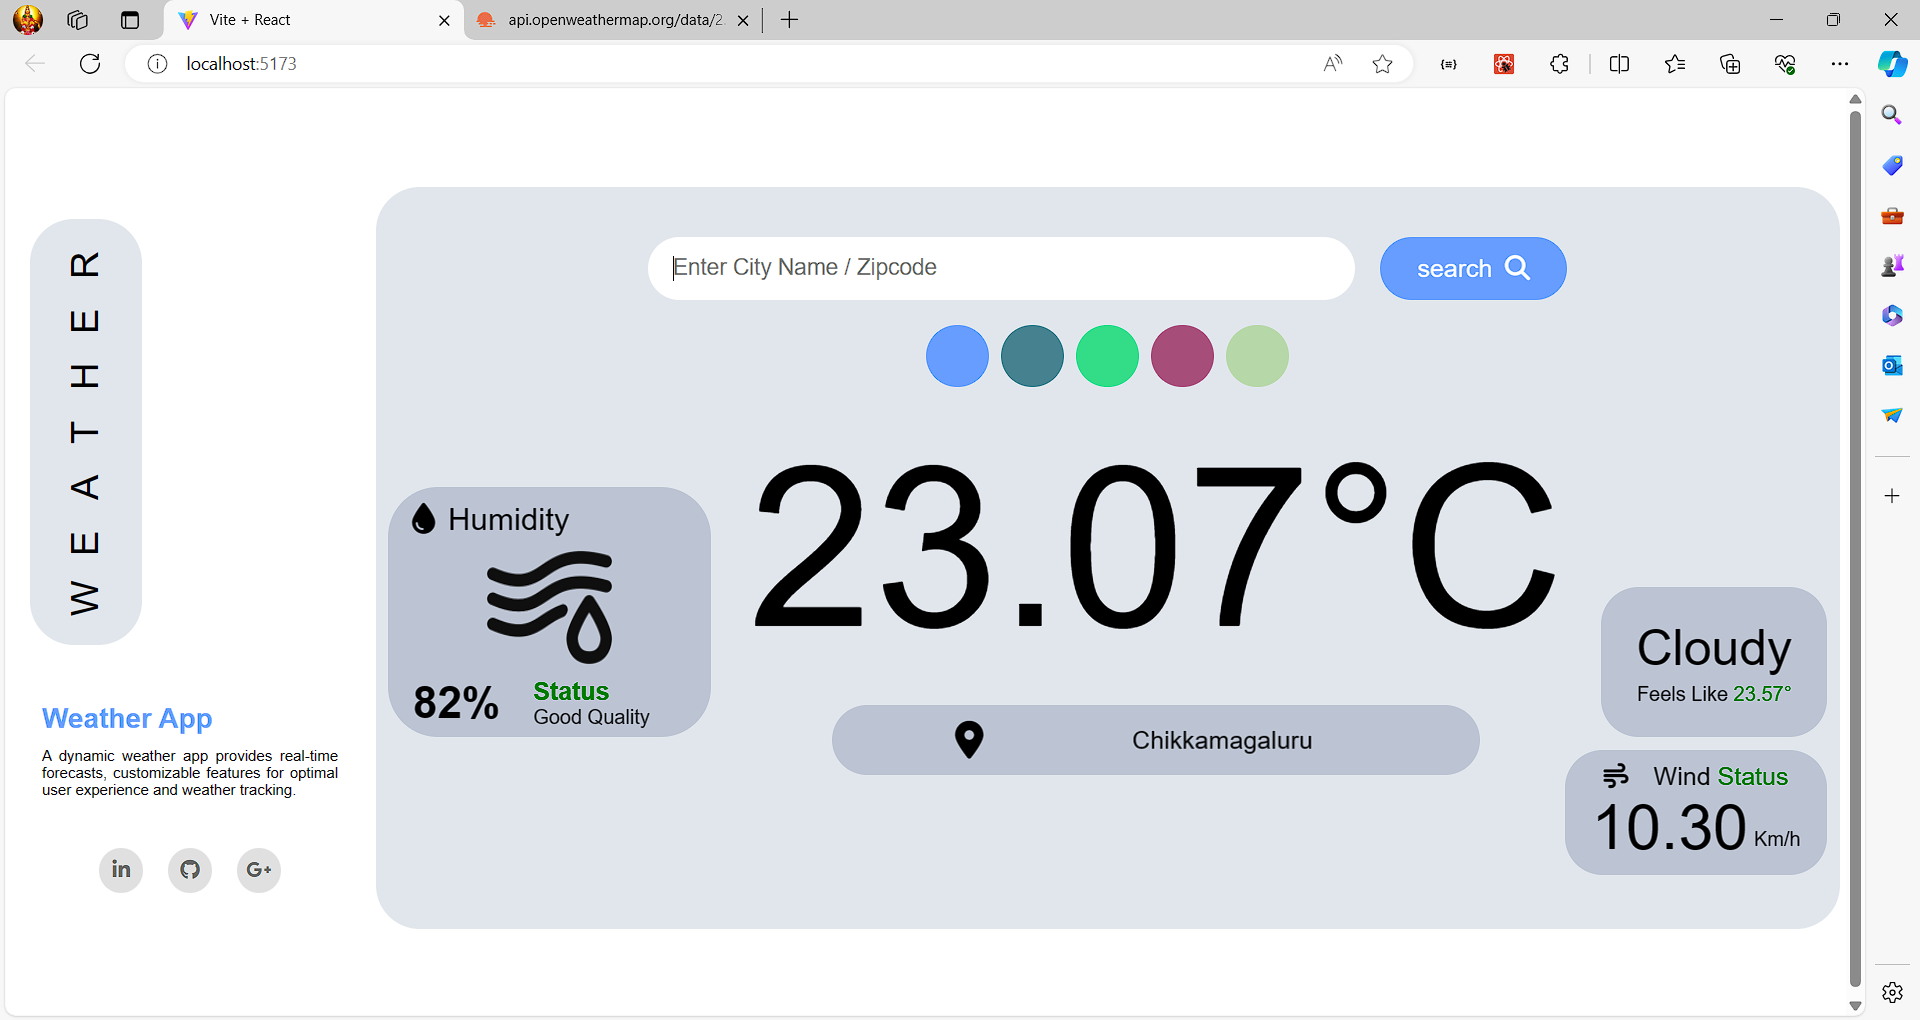 Vite + React
api.openweathermap.org/data/2.
localhost:5173
WEATHER
Enter City Name / Zipcode
search
Humidity
82%
Status
Good Quality
23.07°C
Chikkamagaluru
Cloudy
Feels Like 23.57°
Wind Status
10.30 Km/h
Weather App
A dynamic weather app provides real-time
forecasts, customizable features for optimal
user experience and weather tracking.
in
G+